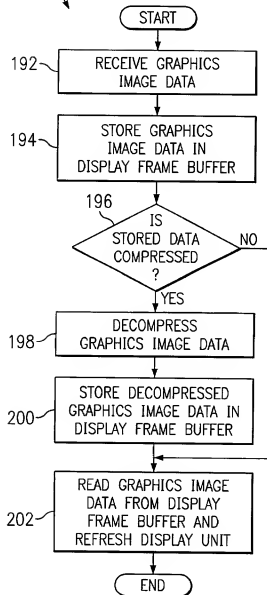 START
192
RECEIVE GRAPHICS
IMAGE DATA
194
STORE GRAPHICS
IMAGE DATA IN
DISPLAY FRAME BUFFER
196
IS
STORED DATA
COMPRESSED
?
NO
YES
198
DECOMPRESS
GRAPHICS IMAGE DATA
200
STORE DECOMPRESSED
GRAPHICS IMAGE DATA IN
DISPLAY FRAME BUFFER
202
READ GRAPHICS IMAGE
DATA FROM DISPLAY
FRAME BUFFER AND
REFRESH DISPLAY UNIT
END